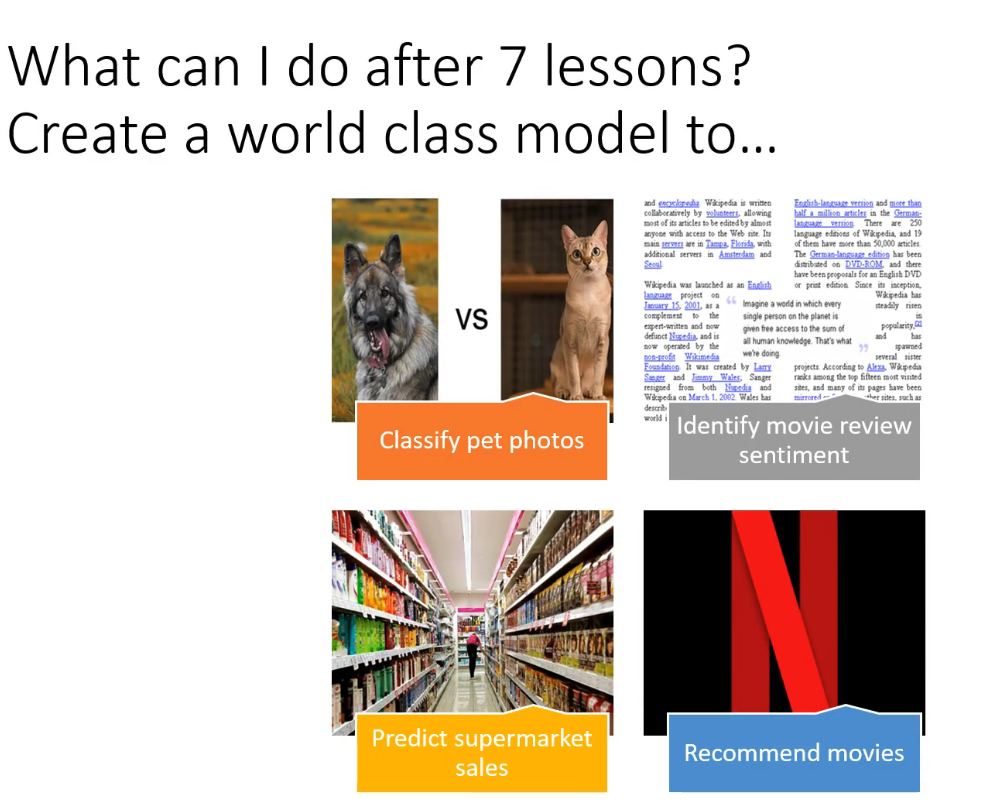 What can I do after 7 lessons?
Create a world class model to...
VS
and encyclopedia. Wikipedia is written
collaboratively by volunteers, allowing
most of its articles to be edited by almost
anyone with access to the Web site. Its
main servers are in Tampa, Florida, with
additional servers in Amsterdam and
Seoul.
Wikipedia was launched as an English
language project on
January 15, 2001, as a
complement to the
expert-written and now
defunct Nupedia, and is
now operated by the
non-profit Wikimedia
Foundation. It was created by Larry
Sanger and Jimmy Wales; Sanger
resigned from both Nupedia and
Wikipedia on March 1, 2002. Wales has
world i
“ Imagine a world in which every
single person on the planet is
given free access to the sum of
all human knowledge. That's what
we're doing. ”
English-language version and more than
half a million articles in the German-
language version. There are 250
language editions of Wikipedia, and 19
of them have more than 50,000 articles.
The German-language edition has been
distributed on DVD-ROM, and there
have been proposals for an English DVD
or print edition. Since its inception,
Wikipedia has
steadily risen
in
popularity,[2]
and has
spawned
several sister
projects. According to Alexa, Wikipedia
ranks among the top fifteen most visited
sites, and many of its pages have been
mirrored other sites, such as
Classify pet photos
Identify movie review
sentiment
Predict supermarket
sales
Recommend movies